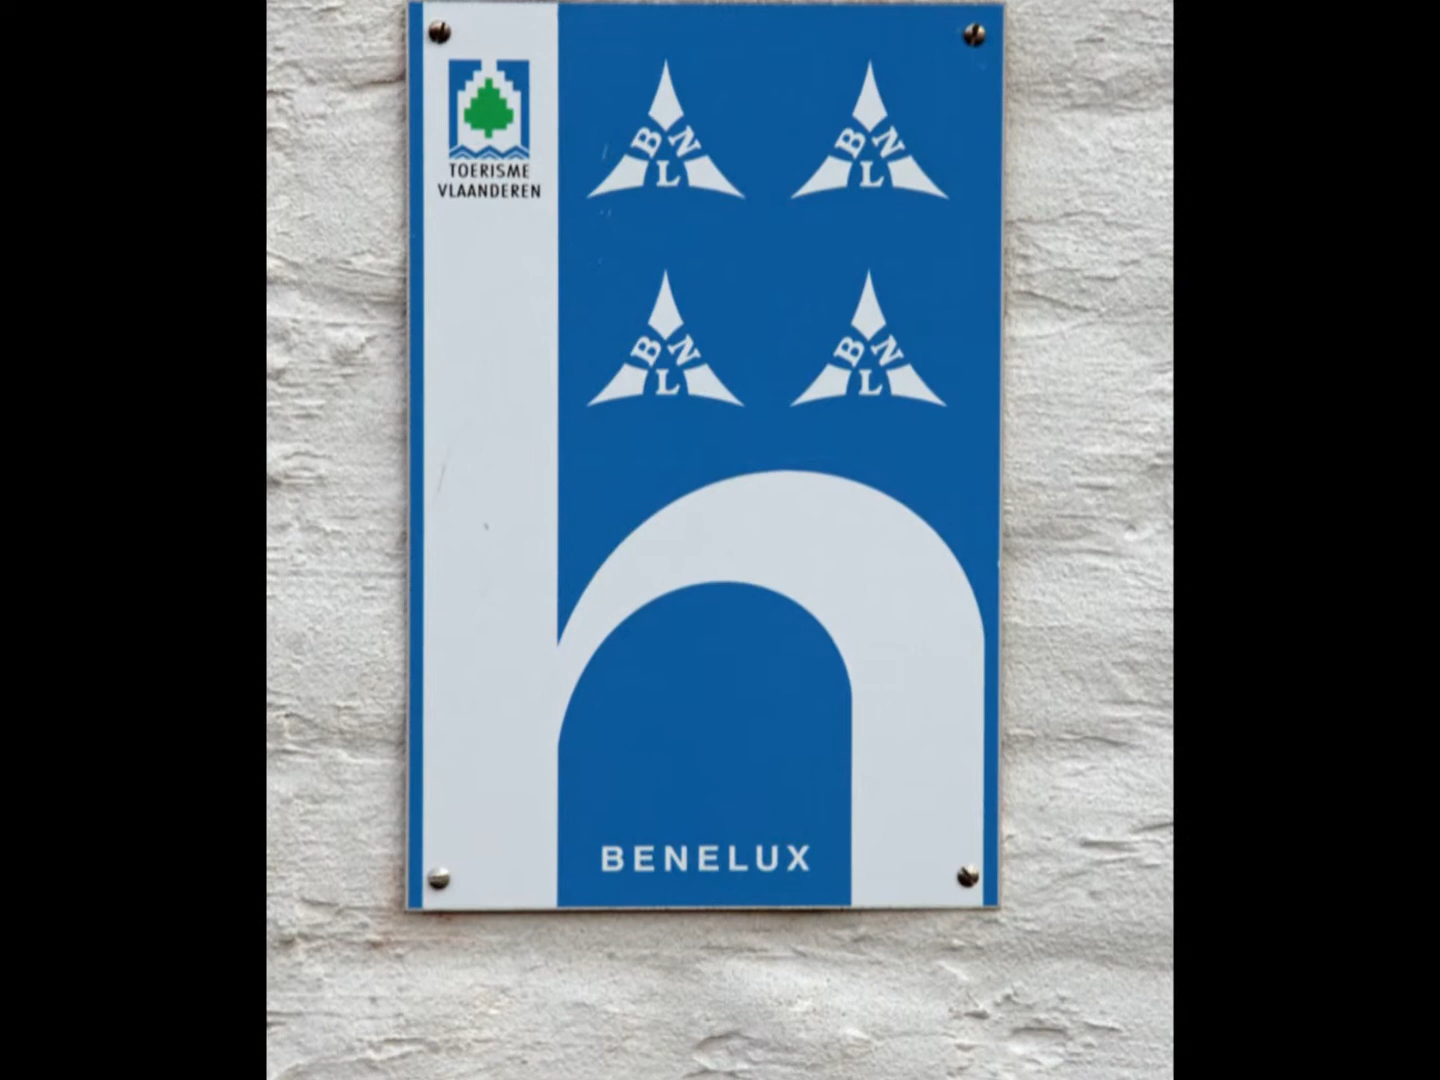 TOERISME
VLAANDEREN
B N
L
B N
L
B N
L
B N
L
h
BENELUX